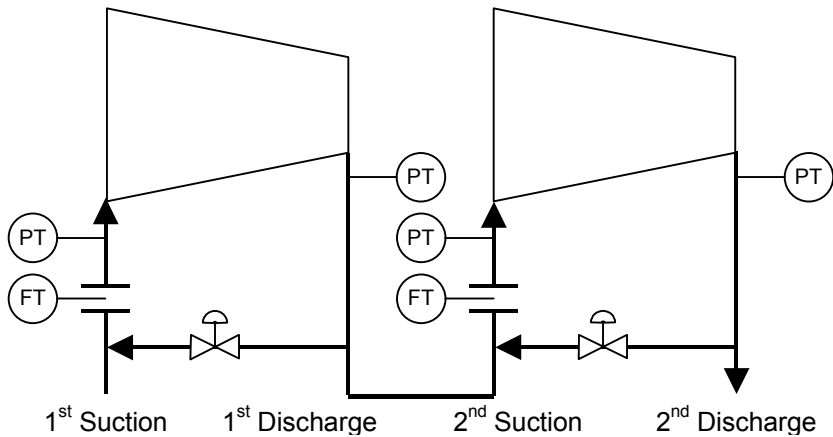 PT
PT
PT
PT
FT
FT
1st Suction
1st Discharge
2nd Suction
2nd Discharge